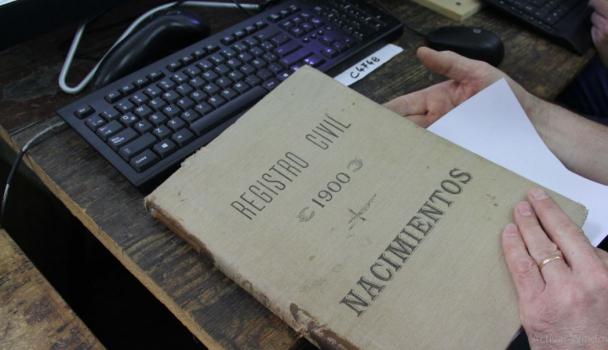 REGISTRO CIVIL
1900
NACIMIENTOS